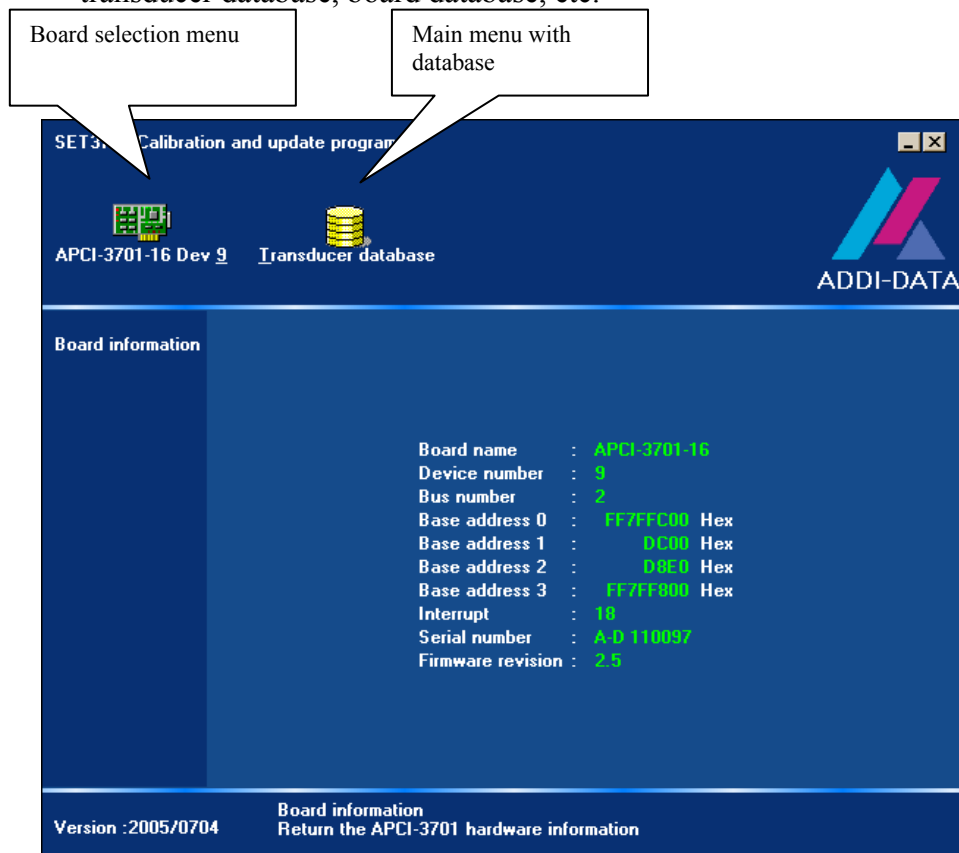 Board selection menu
Main menu with
database
Calibration and update program
APCI-3701-16 Dev 9
Transducer database
ADDI-DATA
Board information
Board name : APCI-3701-16
Device number : 9
Bus number : 2
Base address 0 : FF7FFC00 Hex
Base address 1 : DC00 Hex
Base address 2 : D8E0 Hex
Base address 3 : FF7FF800 Hex
Interrupt : 18
Serial number : A-D 110097
Firmware revision : 2.5
Version :2005/0704
Board information
Return the APCI-3701 hardware information